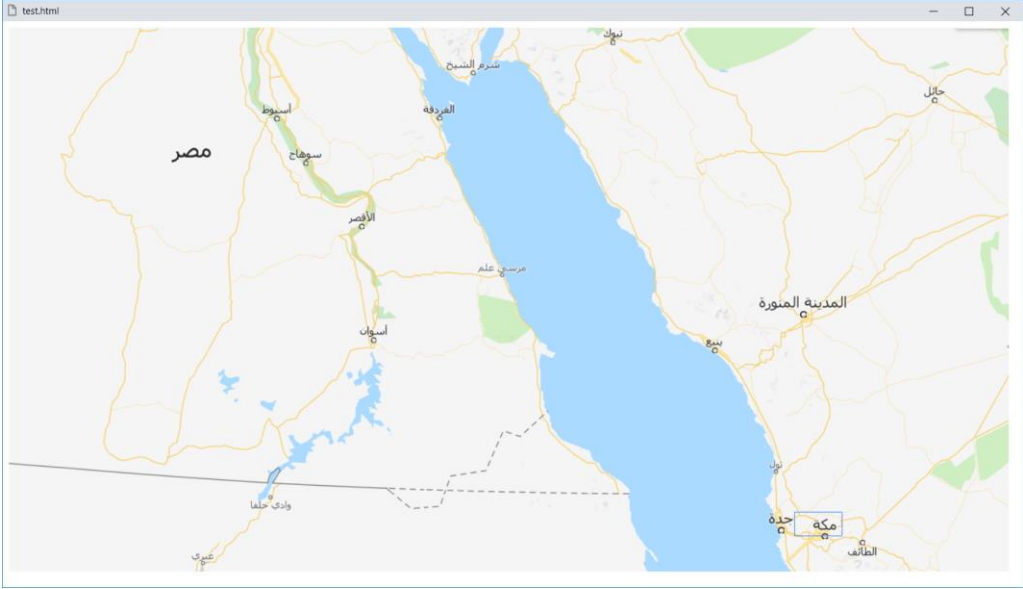 test.html
تبوك
شرم الشيخ
حائل
أسيوط
الغردقة
مصر
سوهاج
الأقصر
مرسى علم
المدينة المنورة
أسوان
ينبع
ثول
وادي حلفا
جدة
مكة
الطائف
عبري